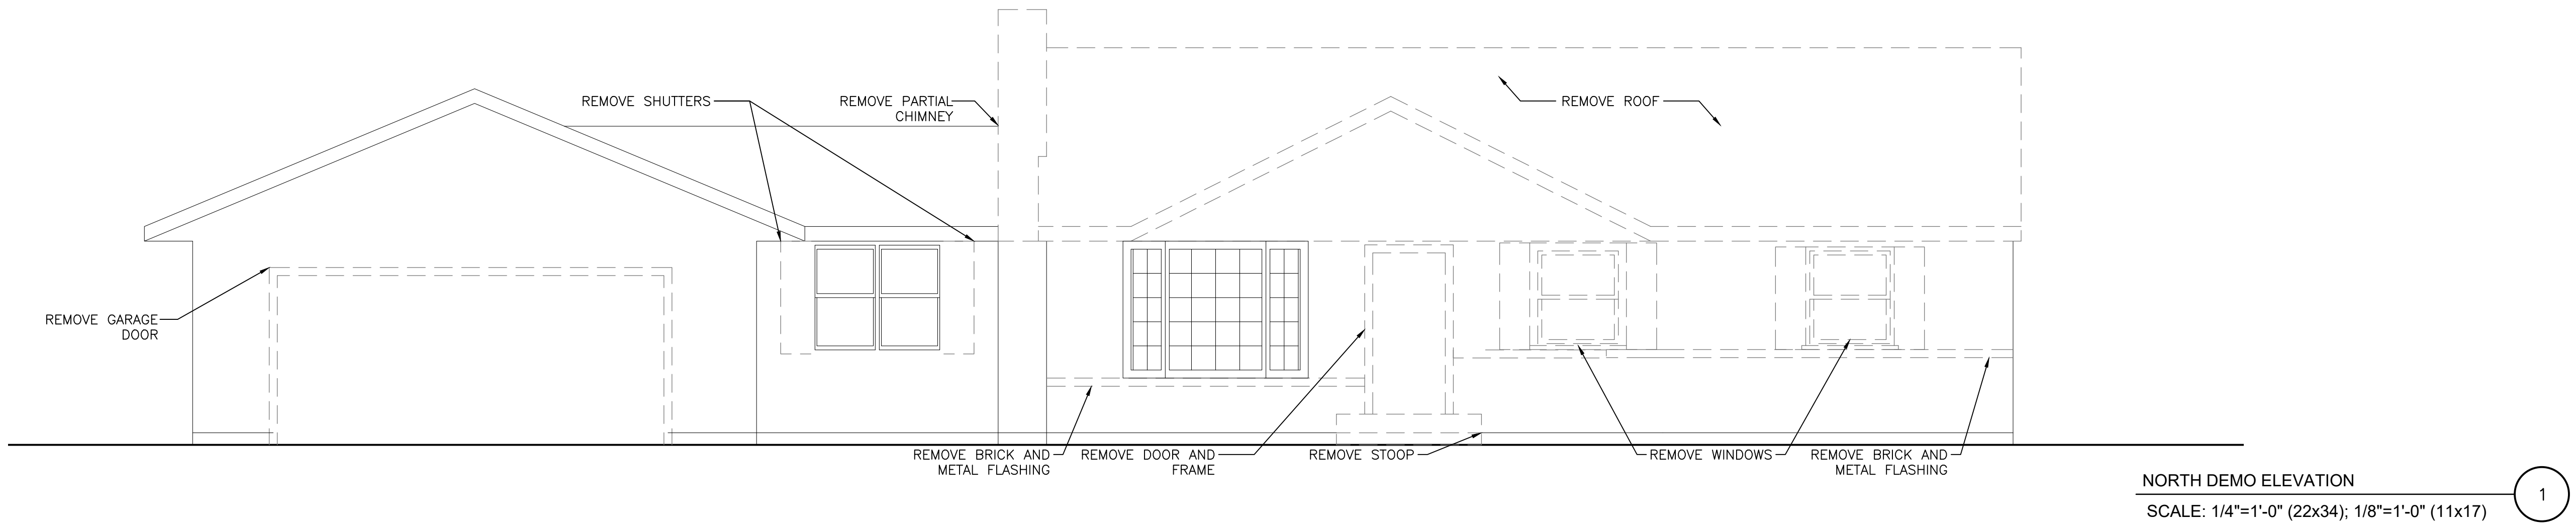 REMOVE SHUTTERS
REMOVE PARTIAL
CHIMNEY
REMOVE ROOF
REMOVE GARAGE
DOOR
REMOVE BRICK AND
METAL FLASHING
REMOVE DOOR AND
FRAME
REMOVE STOOP
REMOVE WINDOWS
REMOVE BRICK AND
METAL FLASHING
NORTH DEMO ELEVATION
SCALE: 1/4"=1'-0" (22x34); 1/8"=1'-0" (11x17)
1